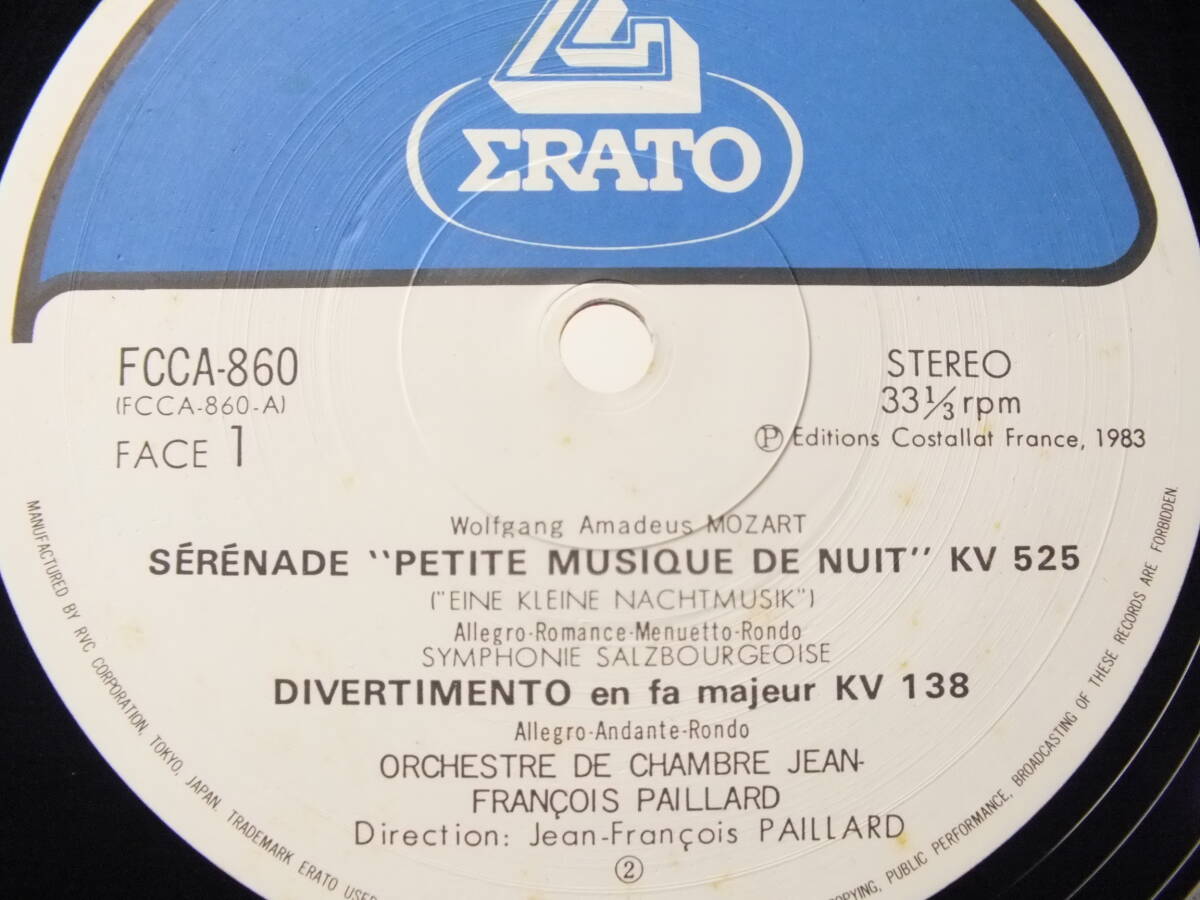 ΣRATO
FCCA-860
(FCCA-860-A)
FACE 1
STEREO
33⅓ rpm
Ⓟ Editions Costallat France, 1983
Wolfgang Amadeus MOZART
SÉRÉNADE "PETITE MUSIQUE DE NUIT" KV 525
("EINE KLEINE NACHTMUSIK")
Allegro-Romance-Menuetto-Rondo
SYMPHONIE SALZBOURGEOISE
DIVERTIMENTO en fa majeur KV 138
Allegro-Andante-Rondo
ORCHESTRE DE CHAMBRE JEAN-
FRANÇOIS PAILLARD
Direction: Jean-François PAILLARD
②
MANUFACTURED BY RVC CORPORATION, TOKYO, JAPAN. TRADEMARK ERATO USED
COPYING, PUBLIC PERFORMANCE, BROADCASTING OF THESE RECORDS ARE FORBIDDEN.